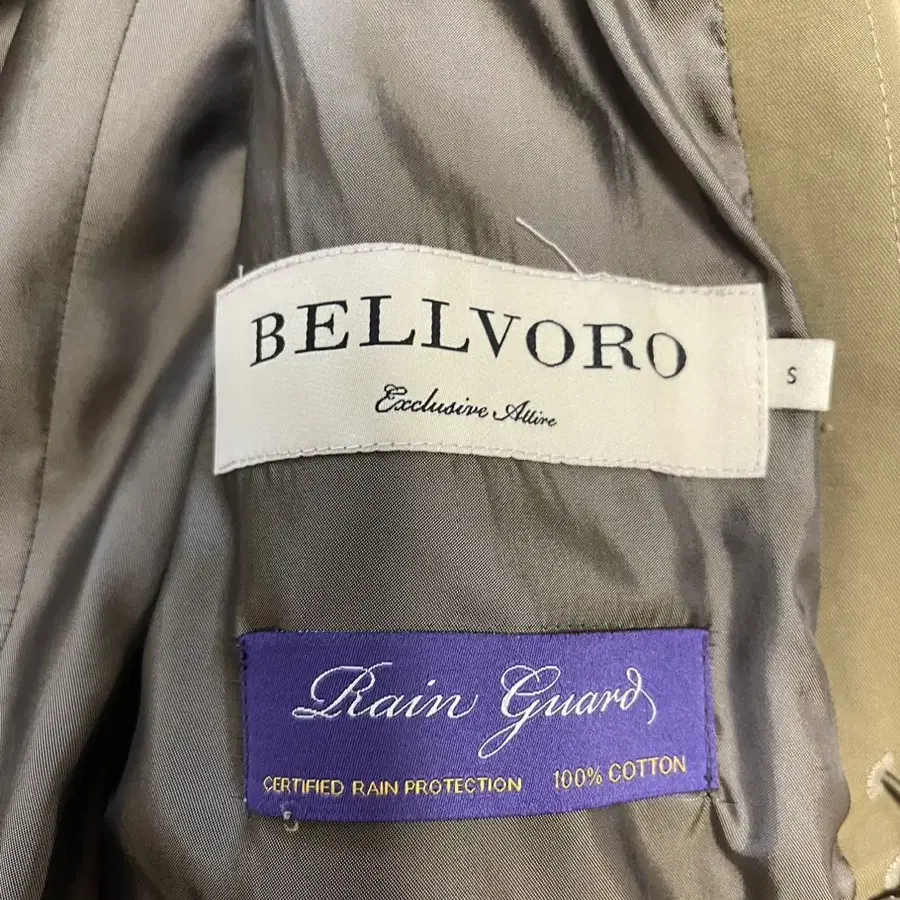 BELLVORO
Exclusive Attire
S
Rain Guard
CERTIFIED RAIN PROTECTION 100% COTTON